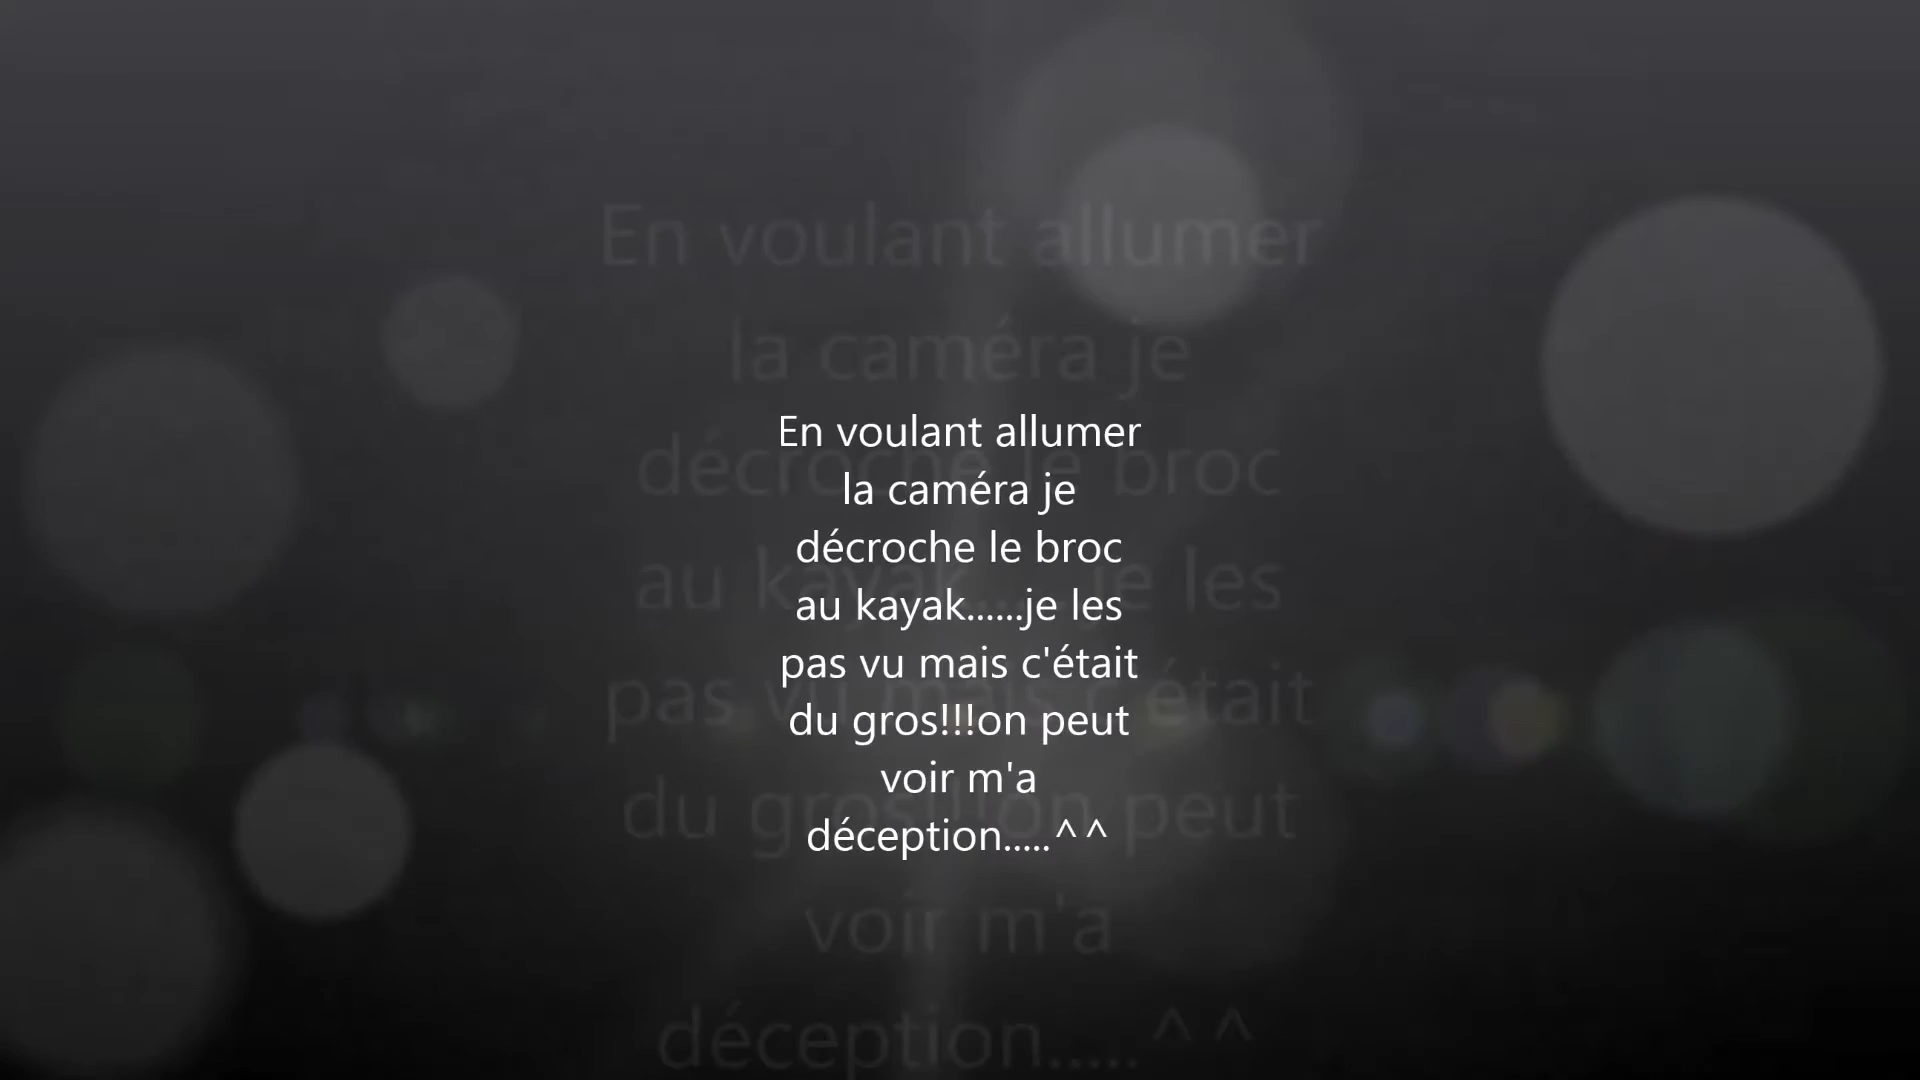 En voulant allumer
la caméra je
décroche le broc
au kayak......je les
pas vu mais c'était
du gros!!!on peut
voir m'a
déception.....^^